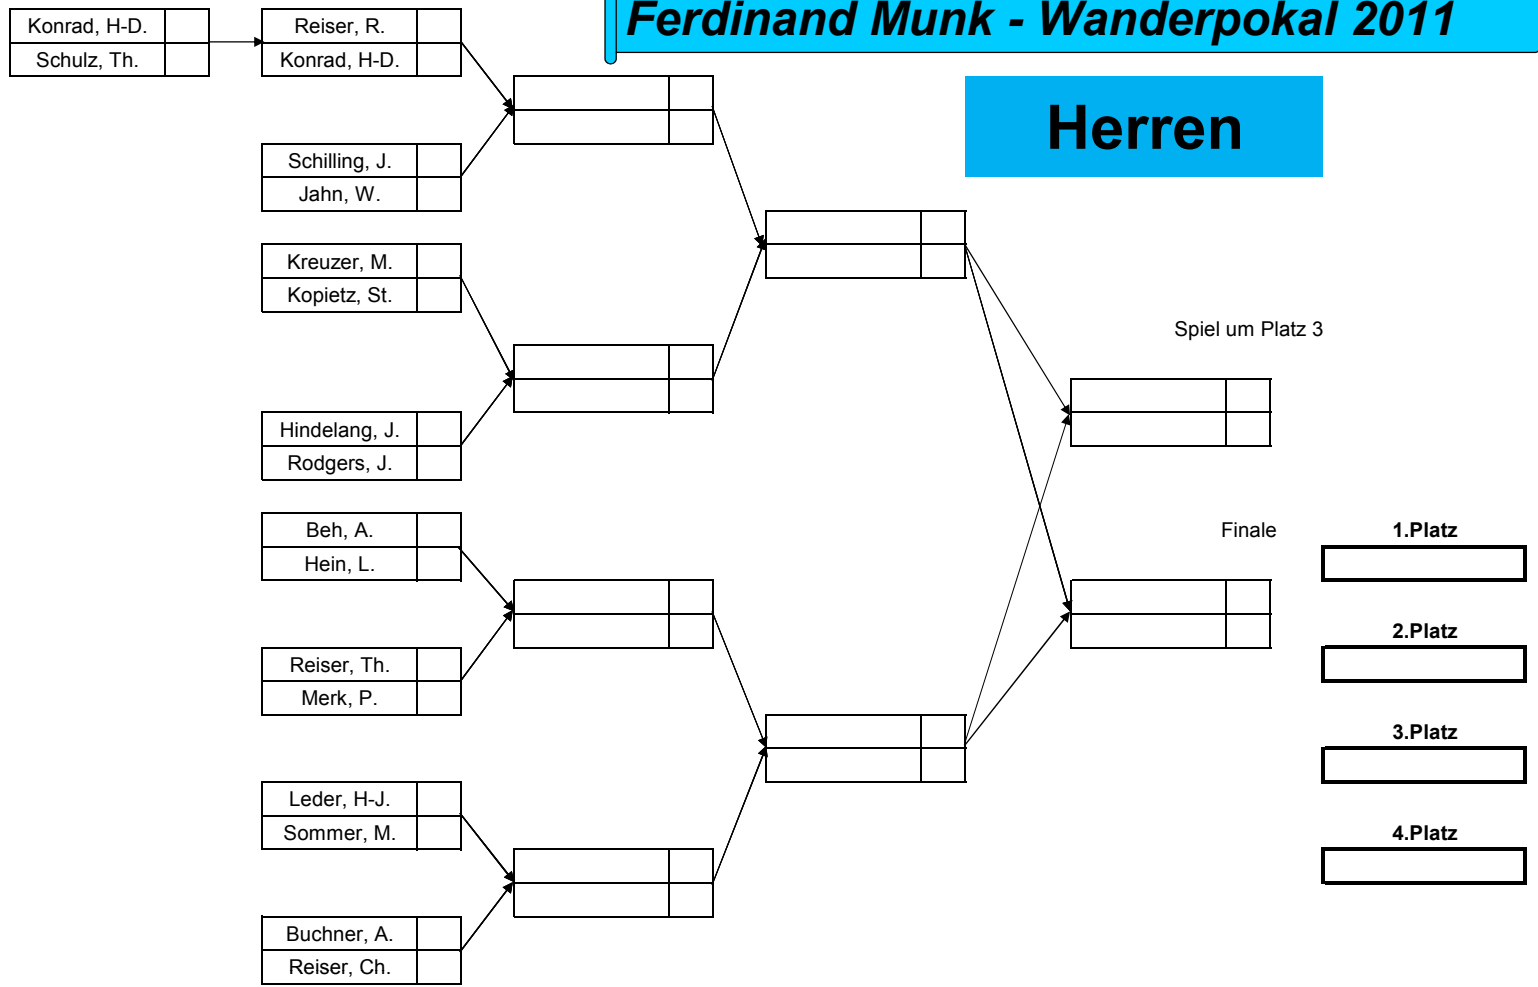 Ferdinand Munk - Wanderpokal 2011
Herren
Konrad, H-D.
Schulz, Th.
Reiser, R.
Konrad, H-D.
Schilling, J.
Jahn, W.
Kreuzer, M.
Kopietz, St.
Hindelang, J.
Rodgers, J.
Beh, A.
Hein, L.
Reiser, Th.
Merk, P.
Leder, H-J.
Sommer, M.
Buchner, A.
Reiser, Ch.
Spiel um Platz 3
Finale
1.Platz
2.Platz
3.Platz
4.Platz